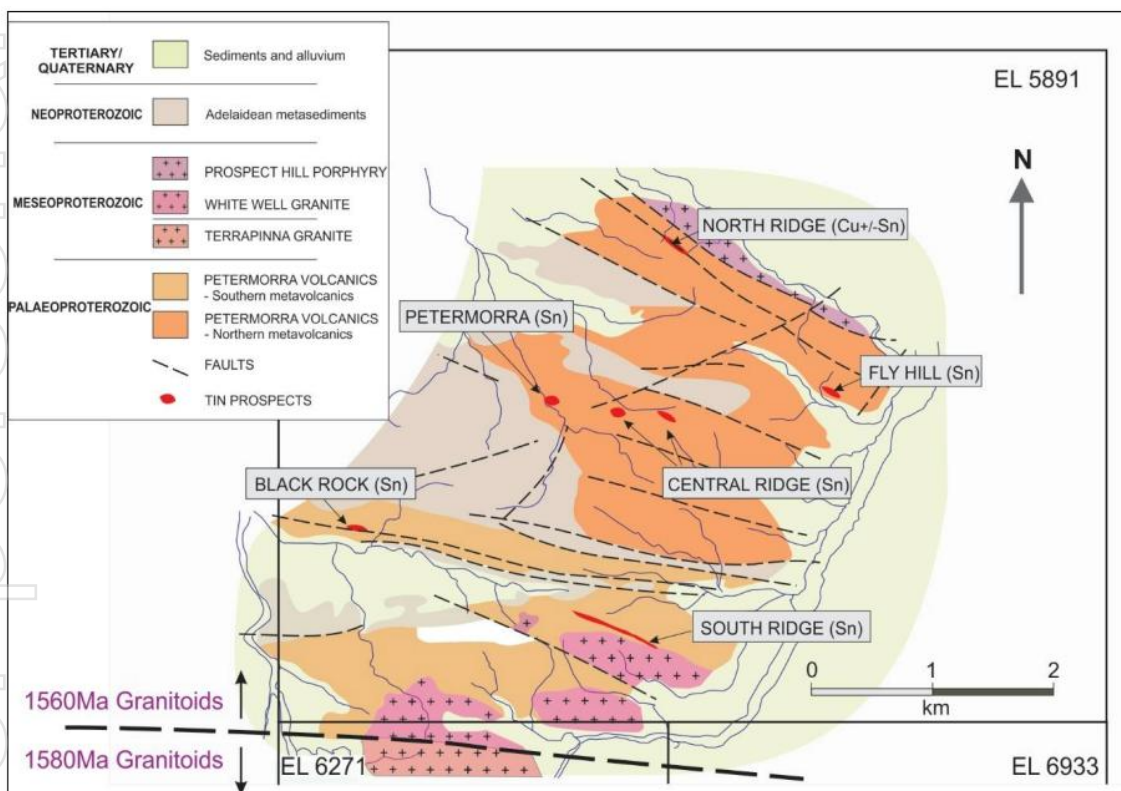 TERTIARY/
QUATERNARY
Sediments and alluvium
NEOPROTEROZOIC
Adelaidean metasediments
MESEOPROTEROZOIC
PROSPECT HILL PORPHYRY
WHITE WELL GRANITE
TERRAPINNA GRANITE
PALAEOPROTEROZOIC
PETERMORRA VOLCANICS
- Southern metavolcanics
PETERMORRA VOLCANICS
- Northern metavolcanics
FAULTS
TIN PROSPECTS
EL 5891
N
NORTH RIDGE (Cu+/-Sn)
PETERMORRA (Sn)
FLY HILL (Sn)
BLACK ROCK (Sn)
CENTRAL RIDGE (Sn)
SOUTH RIDGE (Sn)
0 1 2
km
1560Ma Granitoids
1580Ma Granitoids
EL 6271
EL 6933